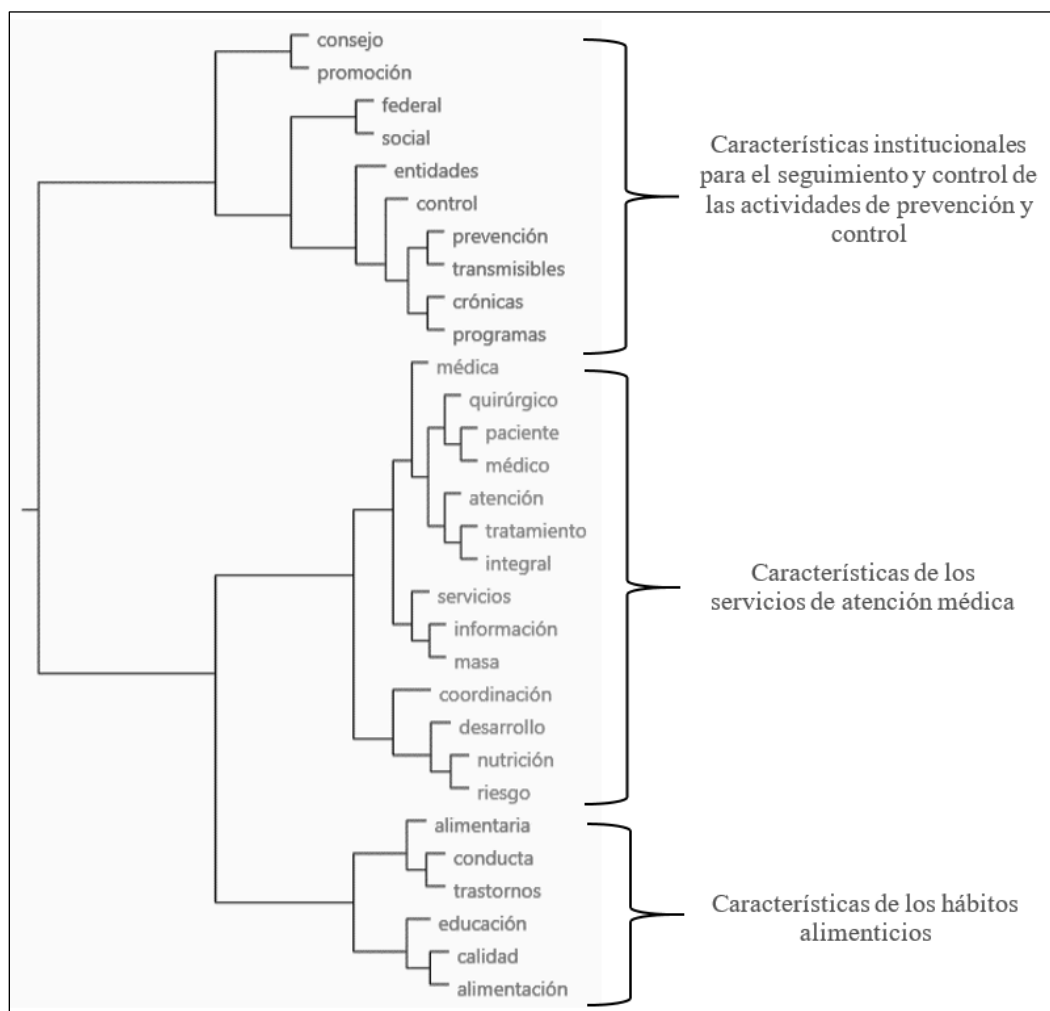 consejo
promoción
federal
social
entidades
control
prevención
transmisibles
crónicas
programas
Características institucionales
para el seguimiento y control de
las actividades de prevención y
control
médica
quirúrgico
paciente
médico
atención
tratamiento
integral
servicios
información
masa
coordinación
desarrollo
nutrición
riesgo
Características de los
servicios de atención médica
alimentaria
conducta
trastornos
educación
calidad
alimentación
Características de los hábitos
alimenticios